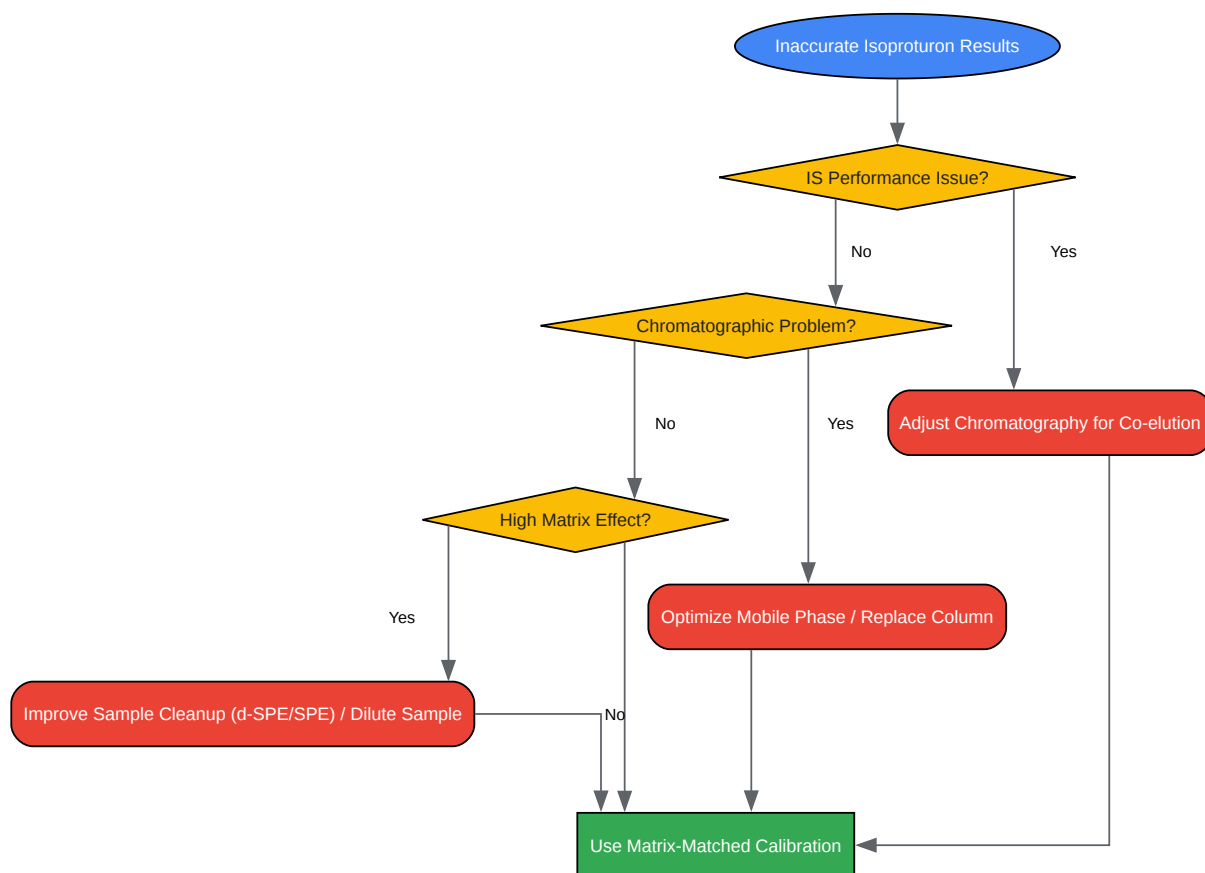 Inaccurate Isoproturon Results
IS Performance Issue?
No
Yes
Chromatographic Problem?
No
Yes
Adjust Chromatography for Co-elution
High Matrix Effect?
Yes
Optimize Mobile Phase / Replace Column
Improve Sample Cleanup (d-SPE/SPE) / Dilute Sample
No
Use Matrix-Matched Calibration